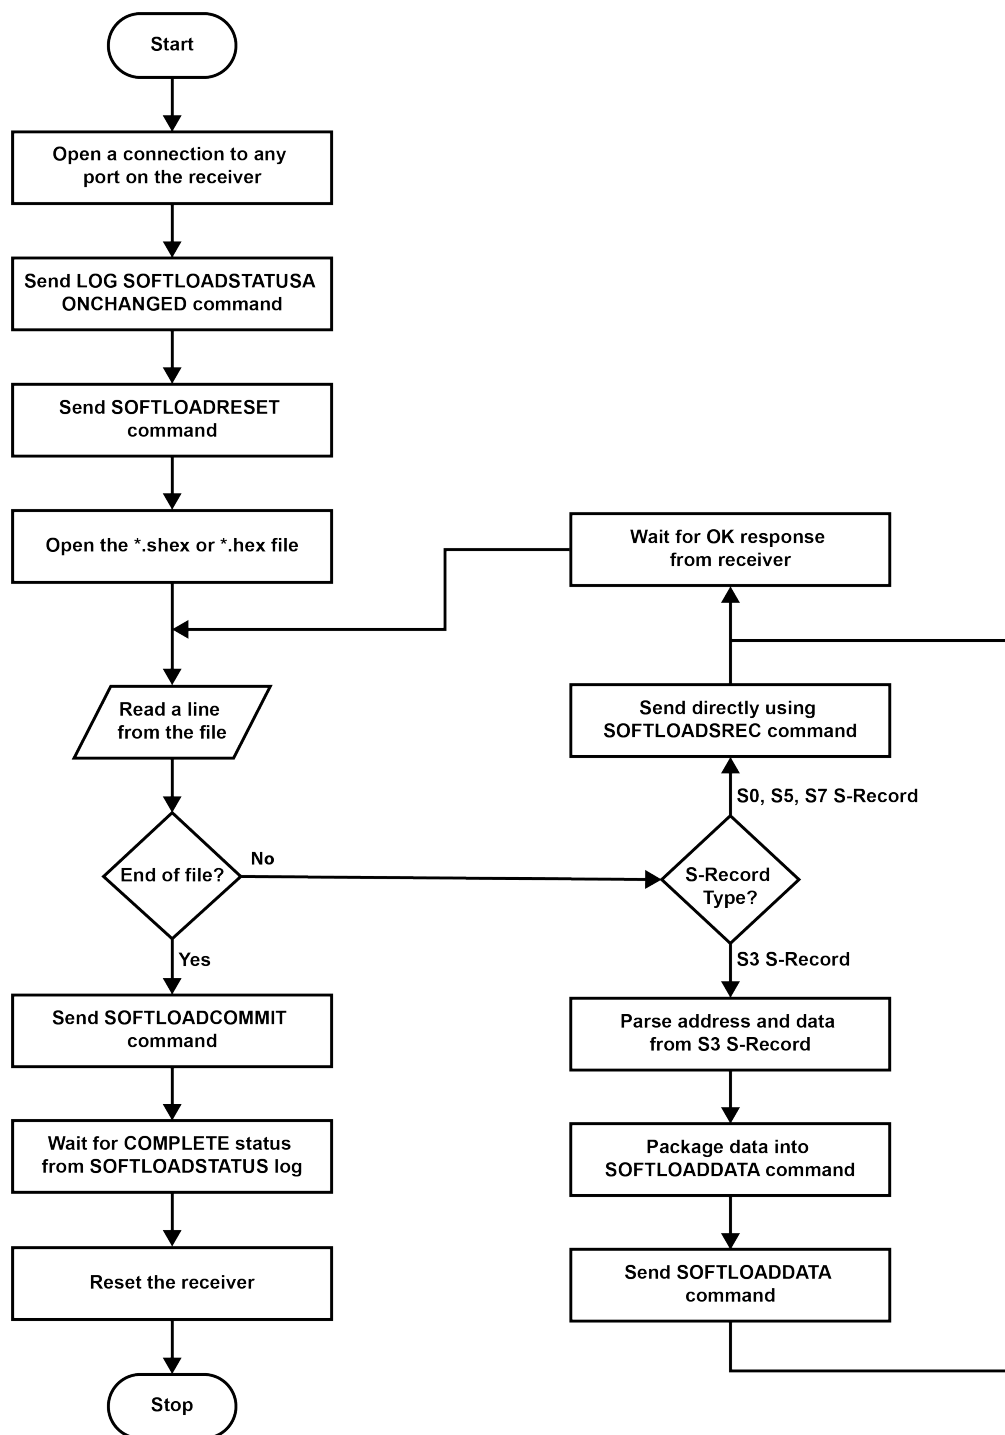 Start
Open a connection to any
port on the receiver
Send LOG SOFTLOADSTATUSA
ONCHANGED command
Send SOFTLOADRESET
command
Open the *.shex or *.hex file
Read a line
from the file
End of file?
No
Yes
Send SOFTLOADCOMMIT
command
Wait for COMPLETE status
from SOFTLOADSTATUS log
Reset the receiver
Stop
Wait for OK response
from receiver
Send directly using
SOFTLOADSREC command
S0, S5, S7 S-Record
S-Record
Type?
S3 S-Record
Parse address and data
from S3 S-Record
Package data into
SOFTLOADDATA command
Send SOFTLOADDATA
command